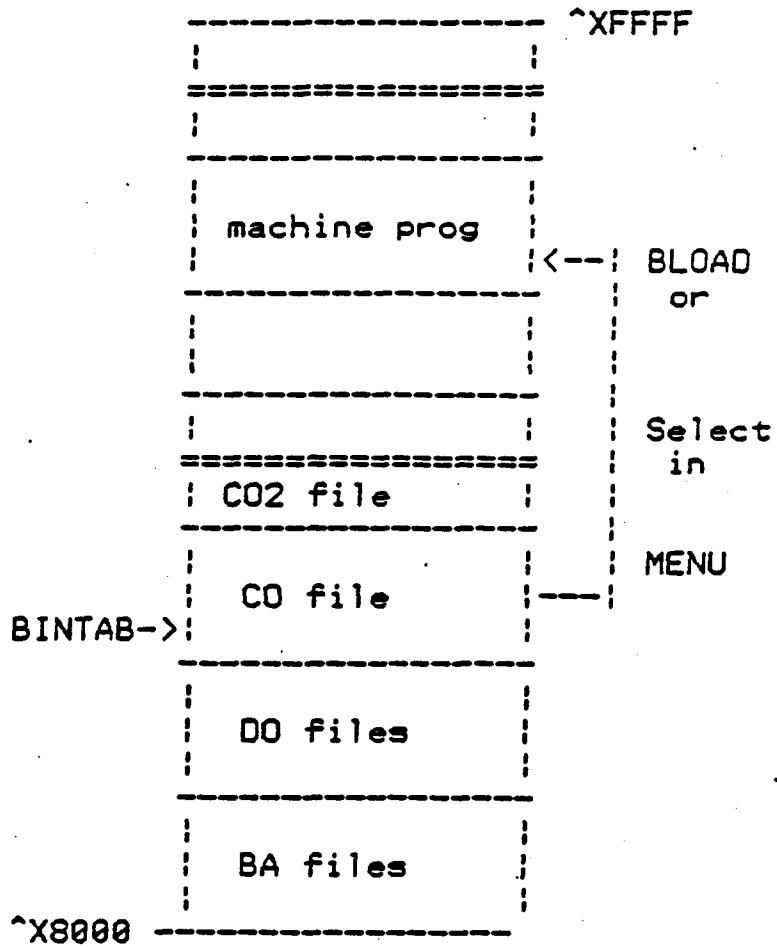 ^XFFFF
machine prog
<-- BLOAD
or
Select
in
CO2 file
MENU
CO file
BINTAB->
DO files
BA files
^X8000